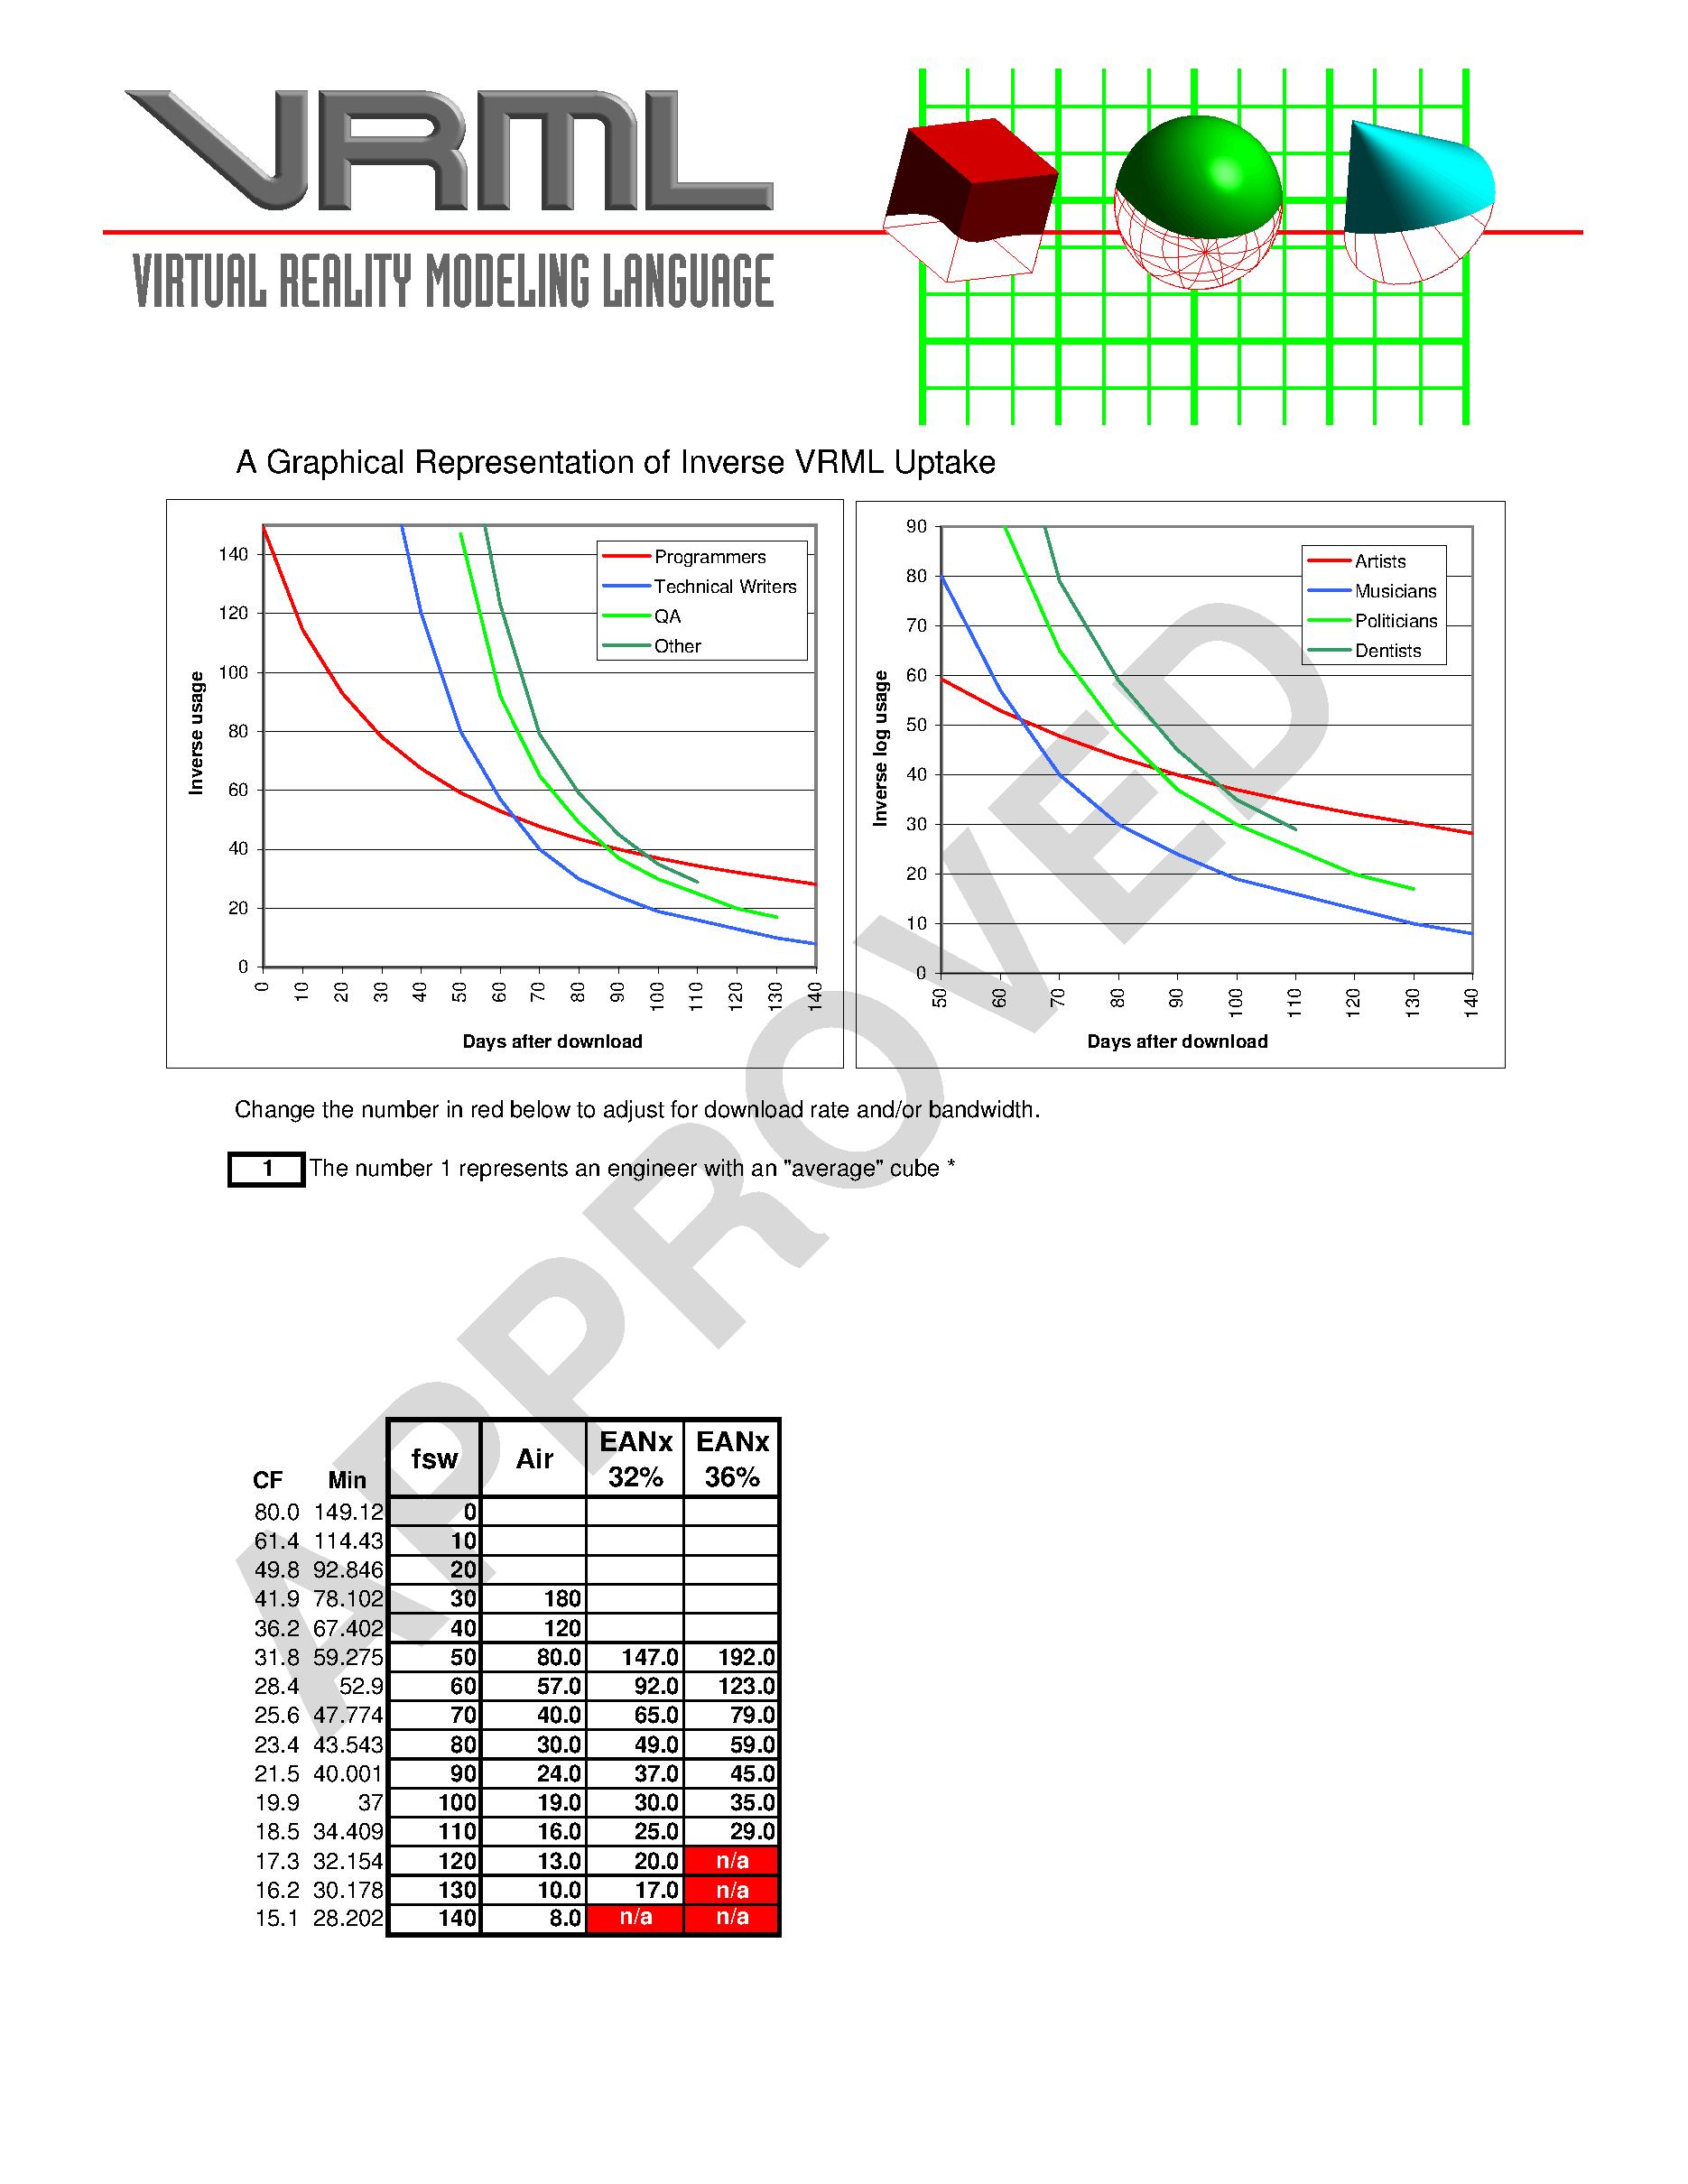 VRML
VIRTUAL REALITY MODELING LANGUAGE
A Graphical Representation of Inverse VRML Uptake
Inverse usage
140
120
100
80
60
40
20
0
0 10 20 30 40 50 60 70 80 90 100 110 120 130 140
Days after download
Programmers
Technical Writers
QA
Other
Inverse log usage
90
80
70
60
50
40
30
20
10
0
50 60 70 80 90 100 110 120 130 140
Days after download
Artists
Musicians
Politicians
Dentists
Change the number in red below to adjust for download rate and/or bandwidth.
1 The number 1 represents an engineer with an "average" cube *
APPROVED
CF Min fsw Air EANx 32% EANx 36%
80.0 149.12 0
61.4 114.43 10
49.8 92.846 20
41.9 78.102 30 180
36.2 67.402 40 120
31.8 59.275 50 80.0 147.0 192.0
28.4 52.9 60 57.0 92.0 123.0
25.6 47.774 70 40.0 65.0 79.0
23.4 43.543 80 30.0 49.0 59.0
21.5 40.001 90 24.0 37.0 45.0
19.9 37 100 19.0 30.0 35.0
18.5 34.409 110 16.0 25.0 29.0
17.3 32.154 120 13.0 20.0 n/a
16.2 30.178 130 10.0 17.0 n/a
15.1 28.202 140 8.0 n/a n/a